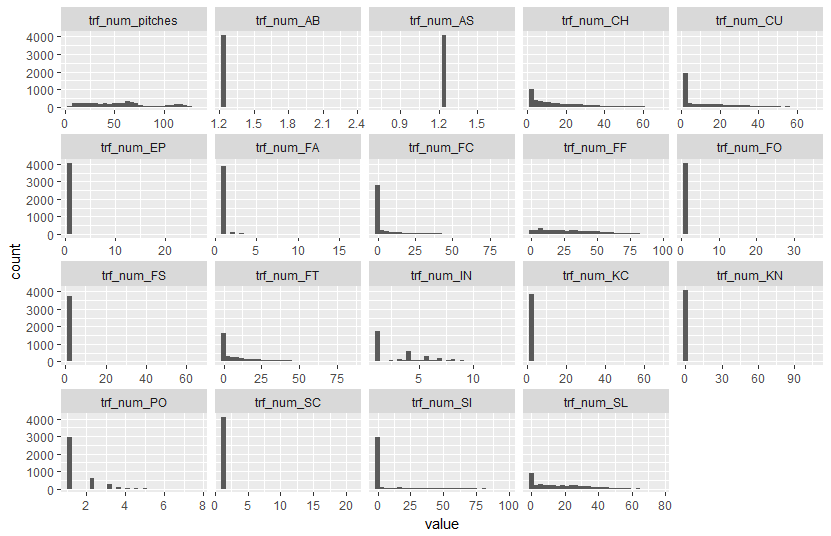 trf_num_pitches trf_num_AB trf_num_AS trf_num_CH trf_num_CU
4000
3000
2000
1000
0
0 50 100 1.2 1.5 1.8 2.1 2.4 0.9 1.2 1.5 0 20 40 60 0 20 40 60
trf_num_EP trf_num_FA trf_num_FC trf_num_FF trf_num_FO
4000
3000
2000
1000
0
0 10 20 0 5 10 15 0 25 50 75 0 25 50 75 100 0 10 20 30
trf_num_FS trf_num_FT trf_num_IN trf_num_KC trf_num_KN
4000
3000
2000
1000
0
0 20 40 60 0 25 50 75 5 10 0 20 40 60 0 30 60 90
trf_num_PO trf_num_SC trf_num_SI trf_num_SL
4000
3000
2000
1000
0
2 4 6 8 0 5 10 15 20 0 25 50 75 100 0 20 40 60 80
count
value